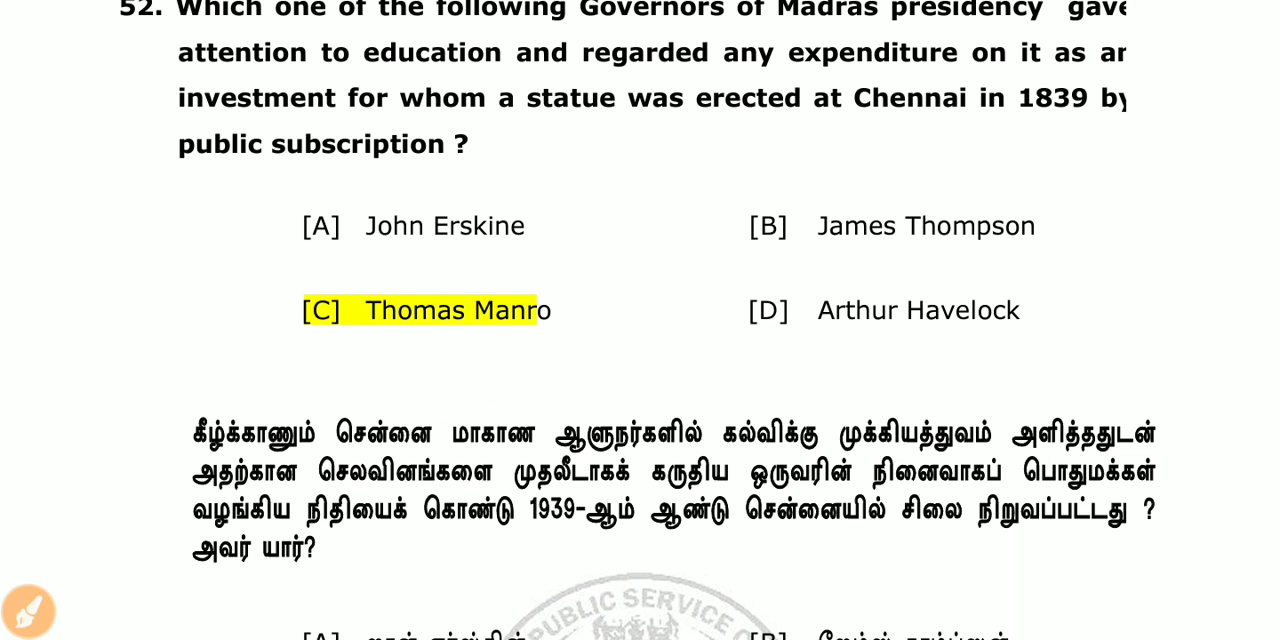 52. Which one of the following Governors of Madras presidency gave
attention to education and regarded any expenditure on it as an
investment for whom a statue was erected at Chennai in 1839 by
public subscription ?
[A] John Erskine [B] James Thompson
[C] Thomas Manro [D] Arthur Havelock
கீழ்க்காணும் சென்னை மாகாண ஆளுநர்களில் கல்விக்கு முக்கியத்துவம் அளித்ததுடன்
அதற்கான செலவினங்களை முதலீடாகக் கருதிய ஒருவரின் நினைவாகப் பொதுமக்கள்
வழங்கிய நிதியைக் கொண்டு 1939-ஆம் ஆண்டு சென்னையில் சிலை நிறுவப்பட்டது ?
அவர் யார்?
PUBLIC SERVICE
[A] [B]